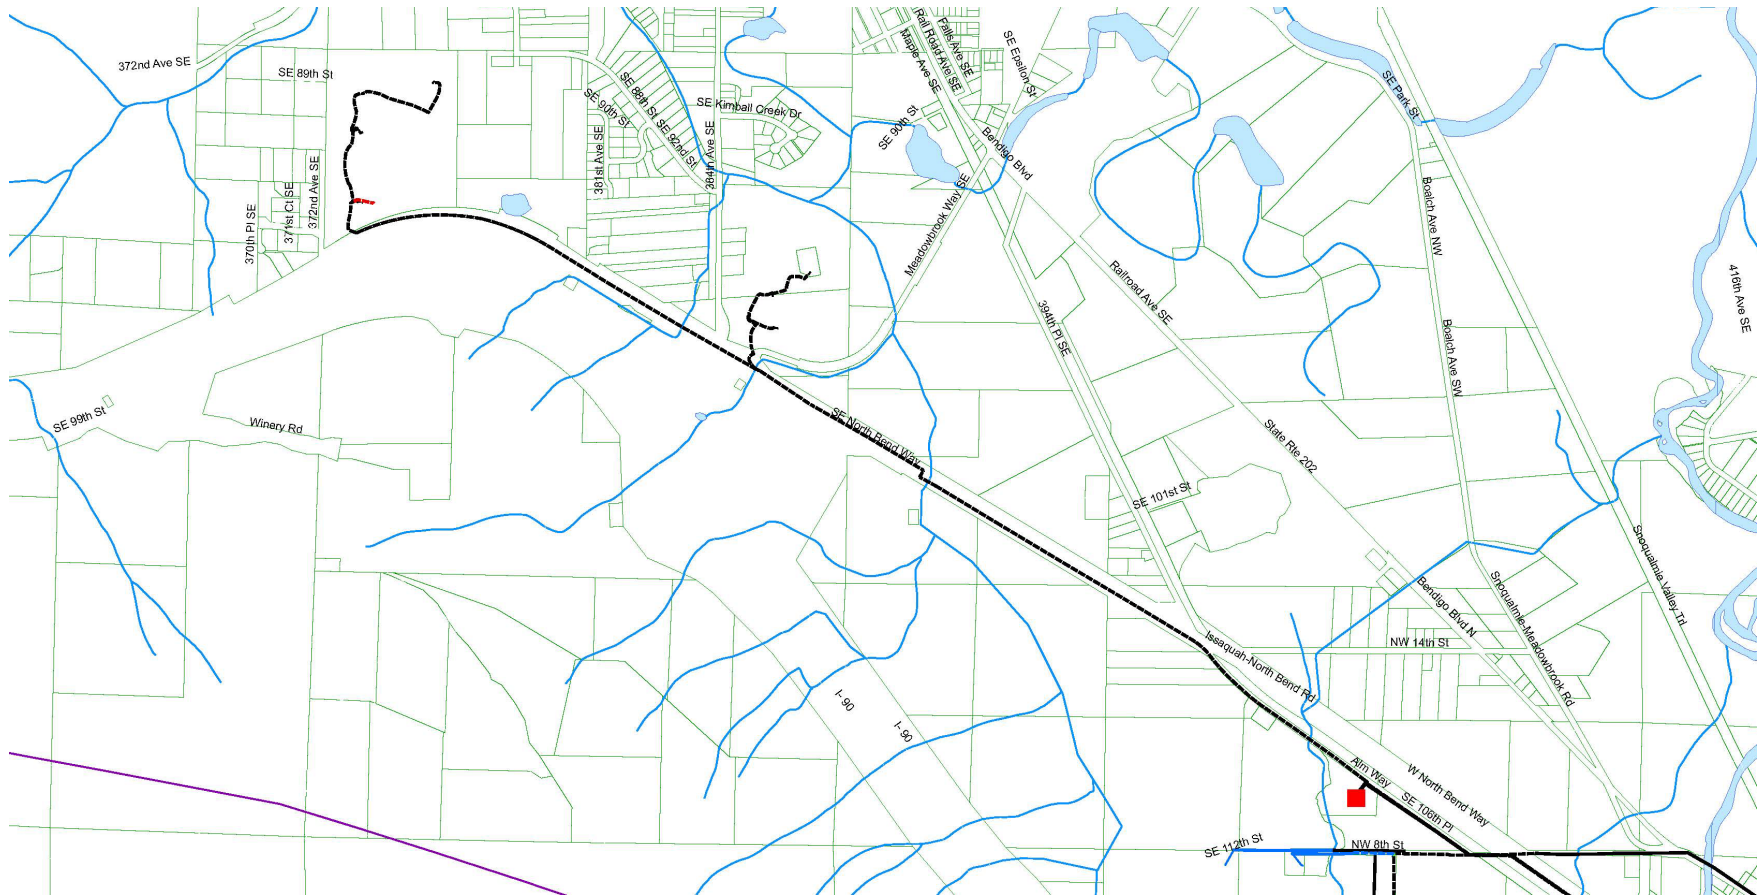 372nd Ave SE
SE 89th St
SE 88th St
SE 90th St
SE 92nd St
SE Kimball Creek Dr
381st Ave SE
384th Ave SE
Maple Ave SE
Rail Road Ave SE
Falls Ave SE
SE Epsilon St
SE 90th St
Bendigo Blvd
SE Park St
370th Pl SE
371st Ct SE
372nd Ave SE
Meadowbrook Way SE
Boalch Ave NW
416th Ave SE
Railroad Ave SE
394th Pl SE
Boalch Ave SW
SE 99th St
Winery Rd
SE North Bend Way
State Rte 202
SE 101st St
Snoqualmie Valley Trl
Bendigo Blvd N
Snoqualmie-Meadowbrook Rd
NW 14th St
Issaquah-North Bend Rd
I- 90
I- 90
Alm Way
W North Bend Way
SE 106th Pl
SE 112th St
NW 8th St